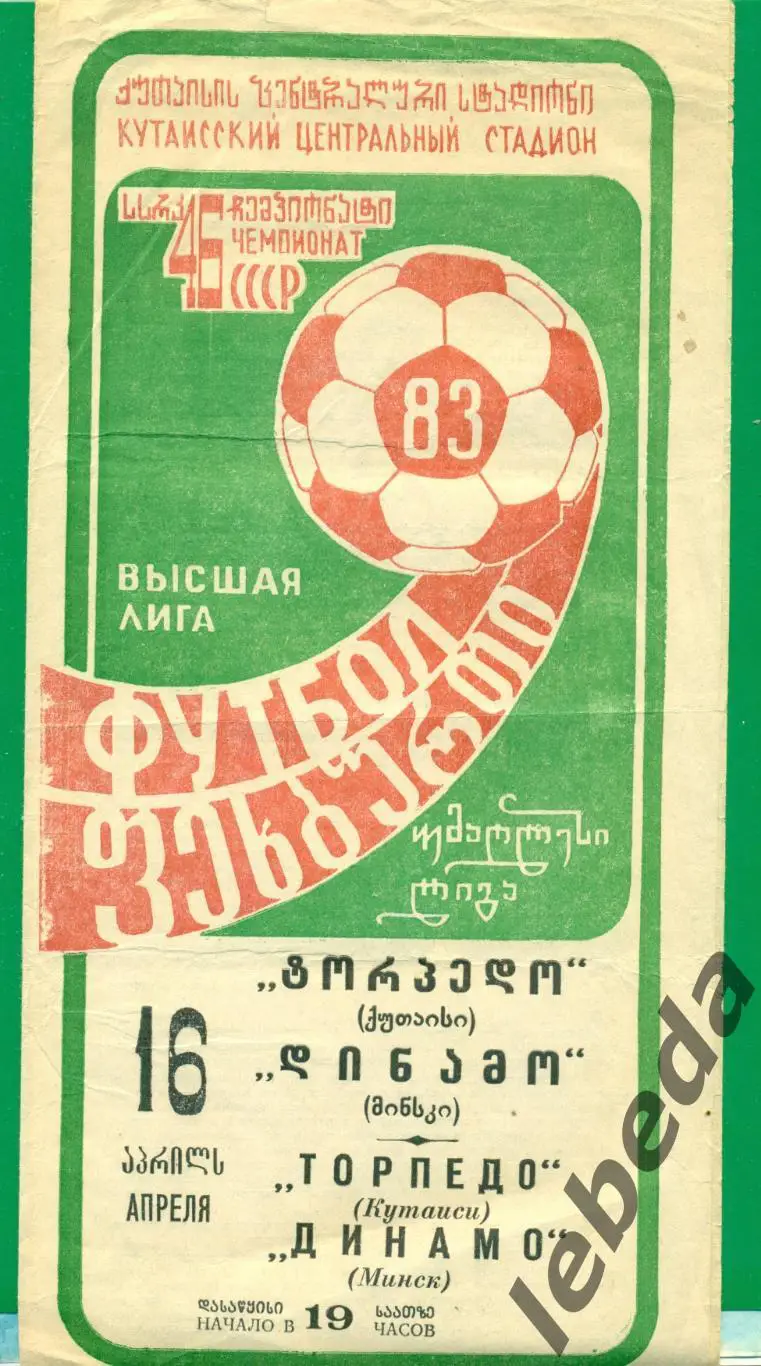 ქუთაისის ცენტრალური სტადიონი
КУТАИССКИЙ ЦЕНТРАЛЬНЫЙ СТАДИОН
სსრკ 46 ჩემპიონატი
ЧЕМПИОНАТ
СССР
83
ВЫСШАЯ
ЛИГА
ФУТБОЛ
ფეხბურთი
უმაღლესი
ლიგა
„ტორპედო“
(ქუთაისი)
16
„დინამო“
(მინსკი)
აპრილს
АПРЕЛЯ
„ТОРПЕДО“
(Кутаиси)
„ДИНАМО“
(Минск)
დასაწყისი 19 საათზე
НАЧАЛО В 19 ЧАСОВ
lebeda